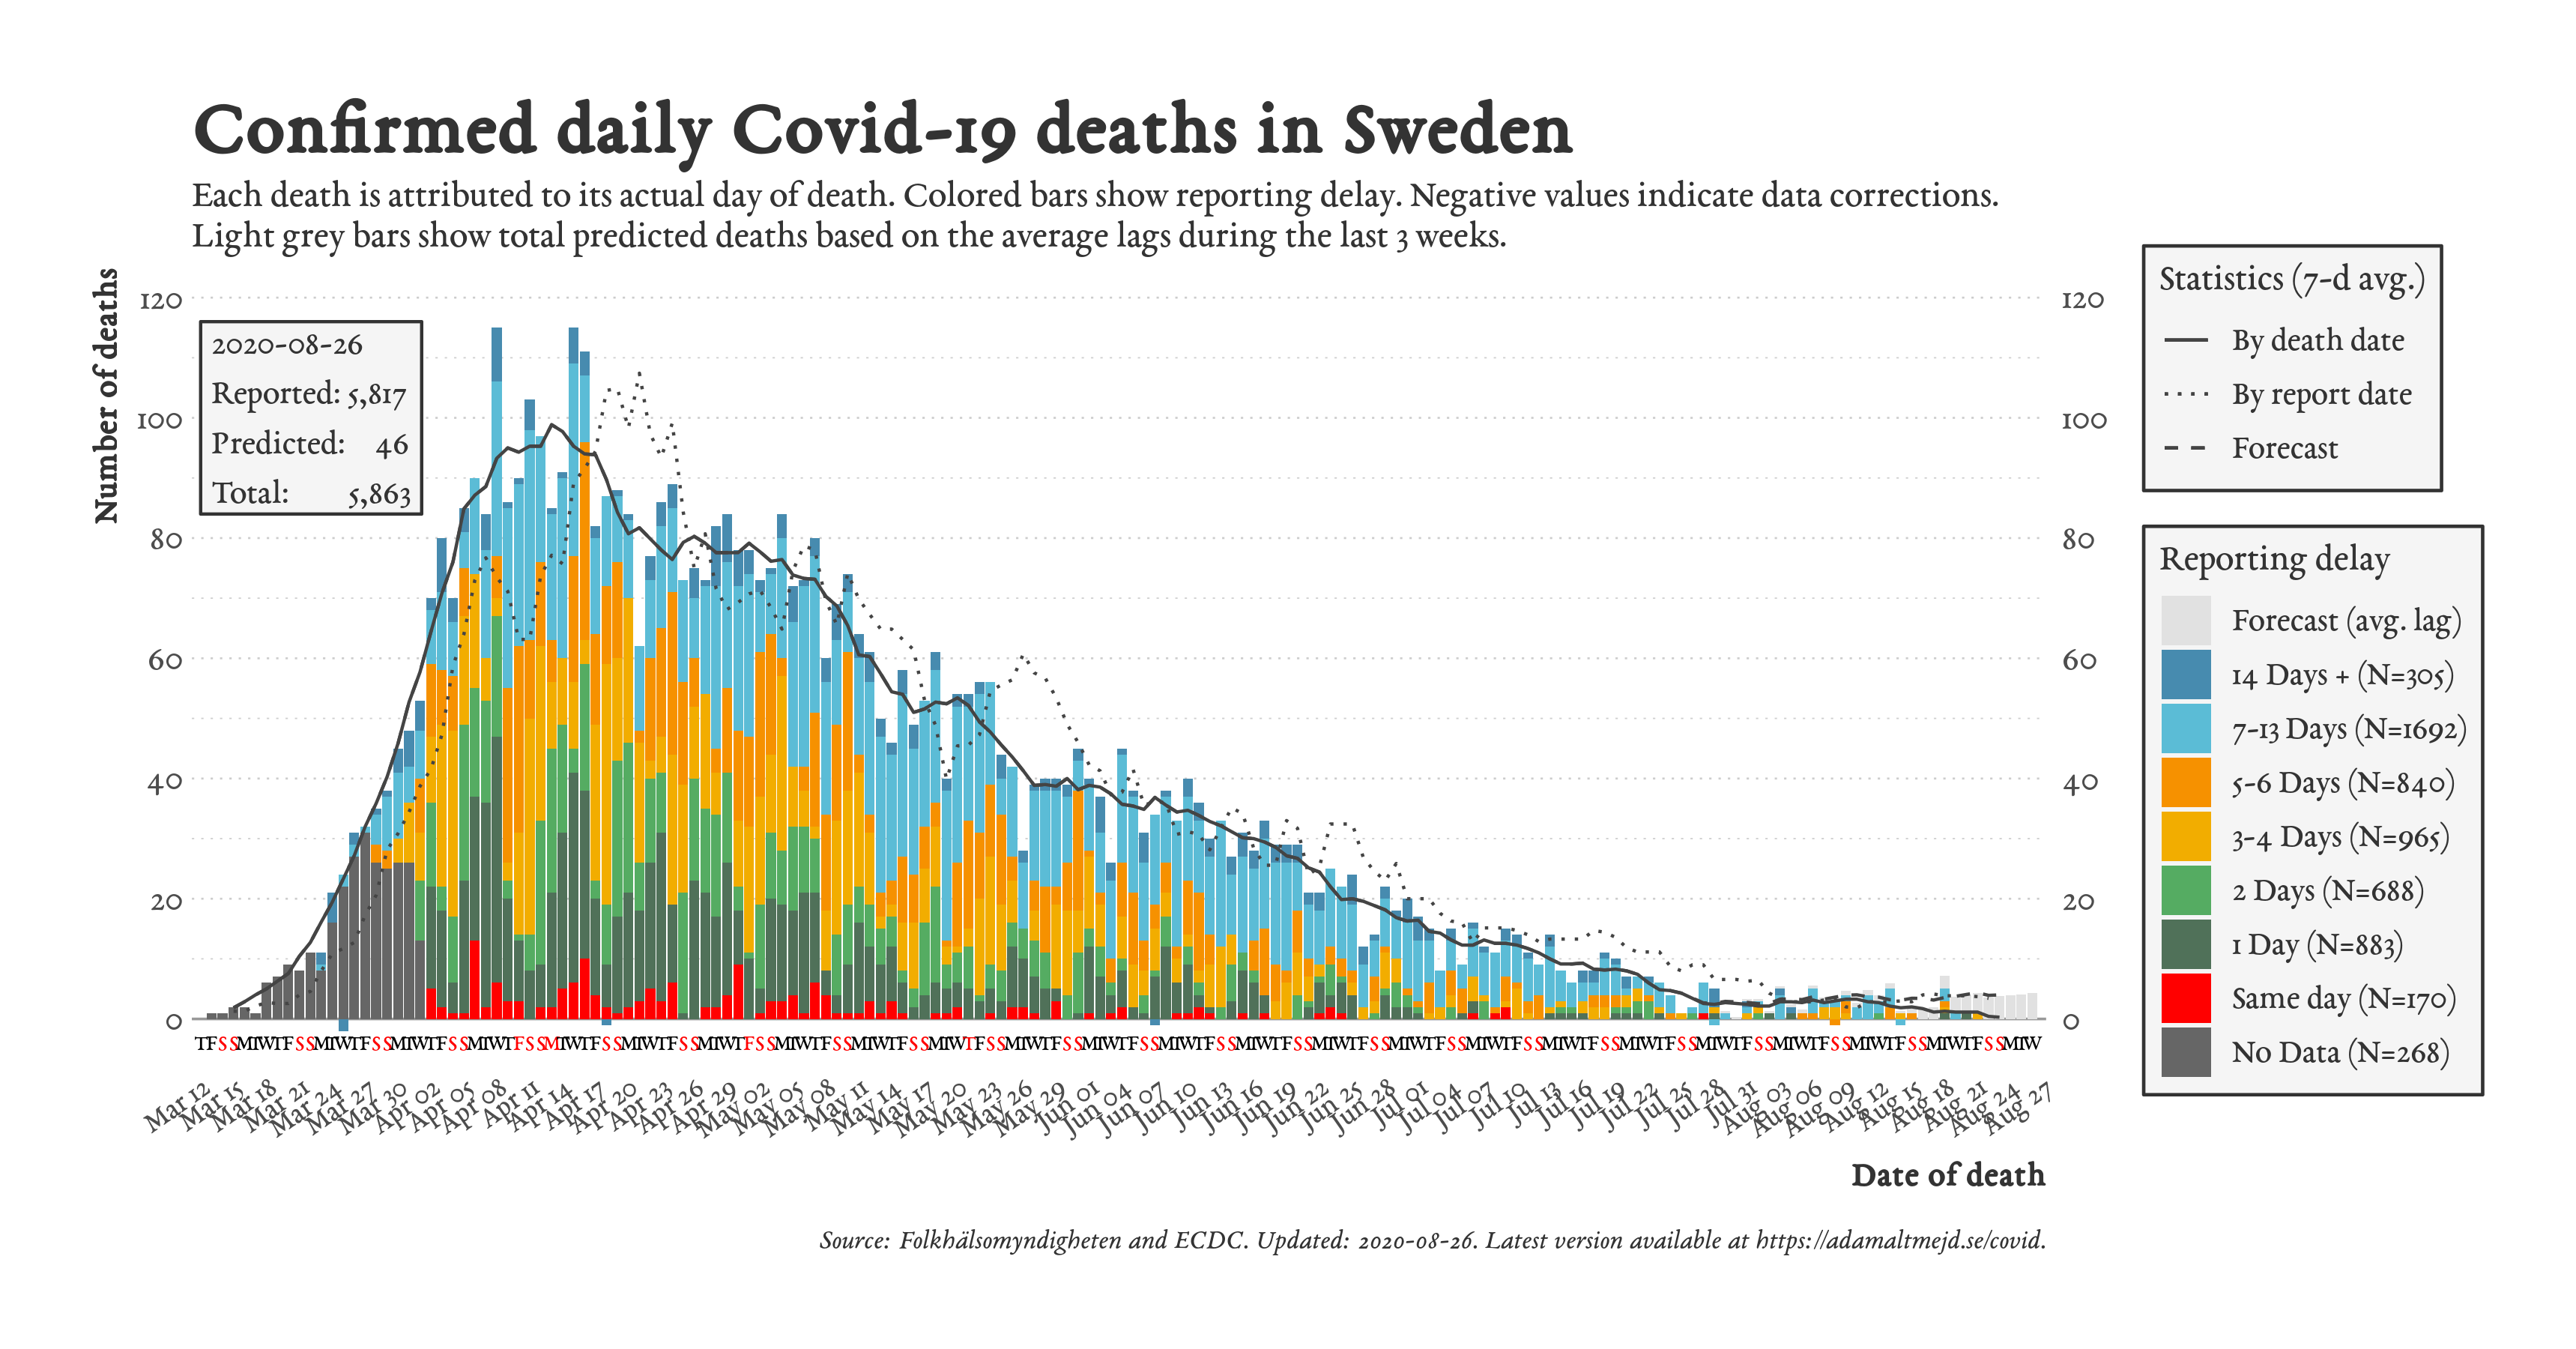 Confirmed daily Covid-19 deaths in Sweden
Each death is attributed to its actual day of death. Colored bars show reporting delay. Negative values indicate data corrections.
Light grey bars show total predicted deaths based on the average lags during the last 3 weeks.
Number of deaths
120
100
80
60
40
20
0
2020-08-26
Reported: 5,817
Predicted: 46
Total: 5,863
120
100
80
60
40
20
0
Statistics (7-d avg.)
By death date
By report date
Forecast
Reporting delay
Forecast (avg. lag)
14 Days + (N=305)
7-13 Days (N=1692)
5-6 Days (N=840)
3-4 Days (N=965)
2 Days (N=688)
1 Day (N=883)
Same day (N=170)
No Data (N=268)
Mar 12 Mar 15 Mar 18 Mar 21 Mar 24 Mar 27 Mar 30 Apr 02 Apr 05 Apr 08 Apr 11 Apr 14 Apr 17 Apr 20 Apr 23 Apr 26 Apr 29 May 02 May 05 May 08 May 11 May 14 May 17 May 20 May 23 May 26 May 29 Jun 01 Jun 04 Jun 07 Jun 10 Jun 13 Jun 16 Jun 19 Jun 22 Jun 25 Jun 28 Jul 01 Jul 04 Jul 07 Jul 10 Jul 13 Jul 16 Jul 19 Jul 22 Jul 25 Jul 28 Jul 31 Aug 03 Aug 06 Aug 09 Aug 12 Aug 15 Aug 18 Aug 21 Aug 24 Aug 27
Date of death
Source: Folkhälsomyndigheten and ECDC. Updated: 2020-08-26. Latest version available at https://adamaltmejd.se/covid.